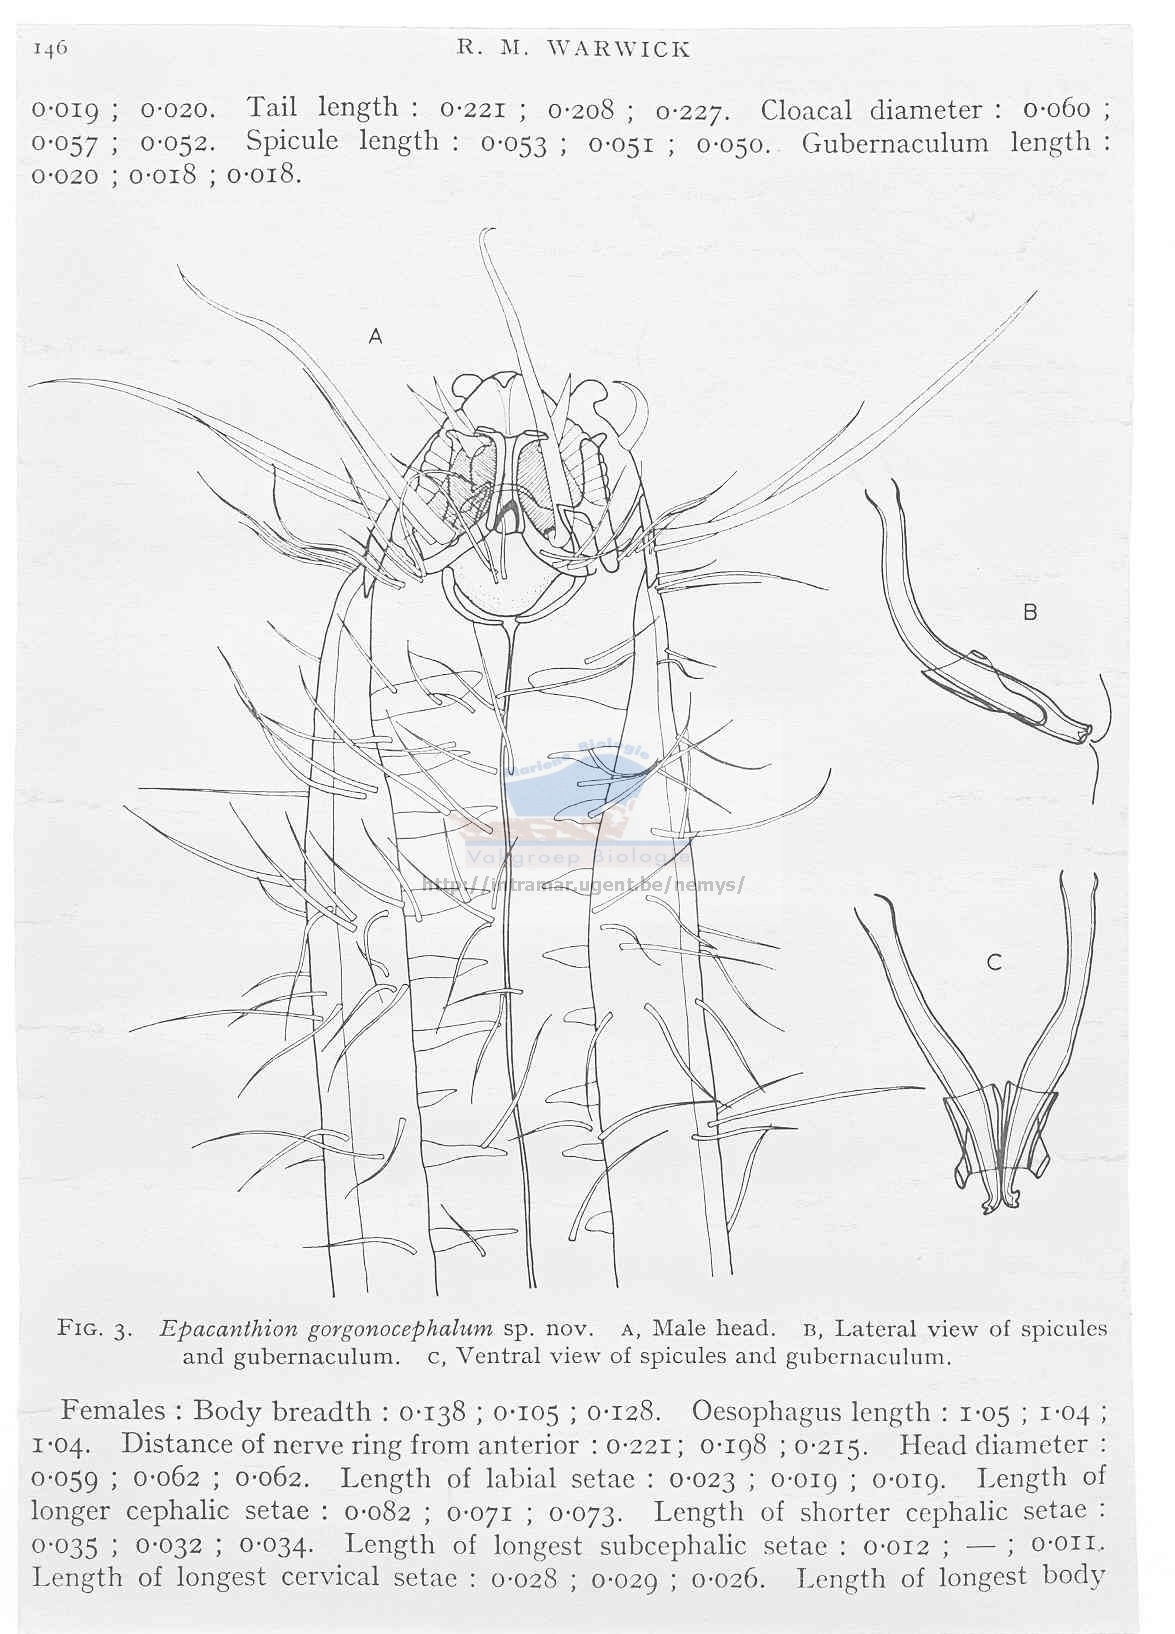 146
R. M. WARWICK
0·019 ; 0·020. Tail length : 0·221 ; 0·208 ; 0·227. Cloacal diameter : 0·060 ;
0·057 ; 0·052. Spicule length : 0·053 ; 0·051 ; 0·050. Gubernaculum length :
0·020 ; 0·018 ; 0·018.
A
B
Mariene Biologie
Vakgroep Biologie
http://intramar.ugent.be/nemys/
C
FIG. 3. Epacanthion gorgonocephalum sp. nov. A, Male head. B, Lateral view of spicules
and gubernaculum. C, Ventral view of spicules and gubernaculum.
Females : Body breadth : 0·138 ; 0·105 ; 0·128. Oesophagus length : 1·05 ; 1·04 ;
1·04. Distance of nerve ring from anterior : 0·221 ; 0·198 ; 0·215. Head diameter :
0·059 ; 0·062 ; 0·062. Length of labial setae : 0·023 ; 0·019 ; 0·019. Length of
longer cephalic setae : 0·082 ; 0·071 ; 0·073. Length of shorter cephalic setae :
0·035 ; 0·032 ; 0·034. Length of longest subcephalic setae : 0·012 ; — ; 0·011.
Length of longest cervical setae : 0·028 ; 0·029 ; 0·026. Length of longest body